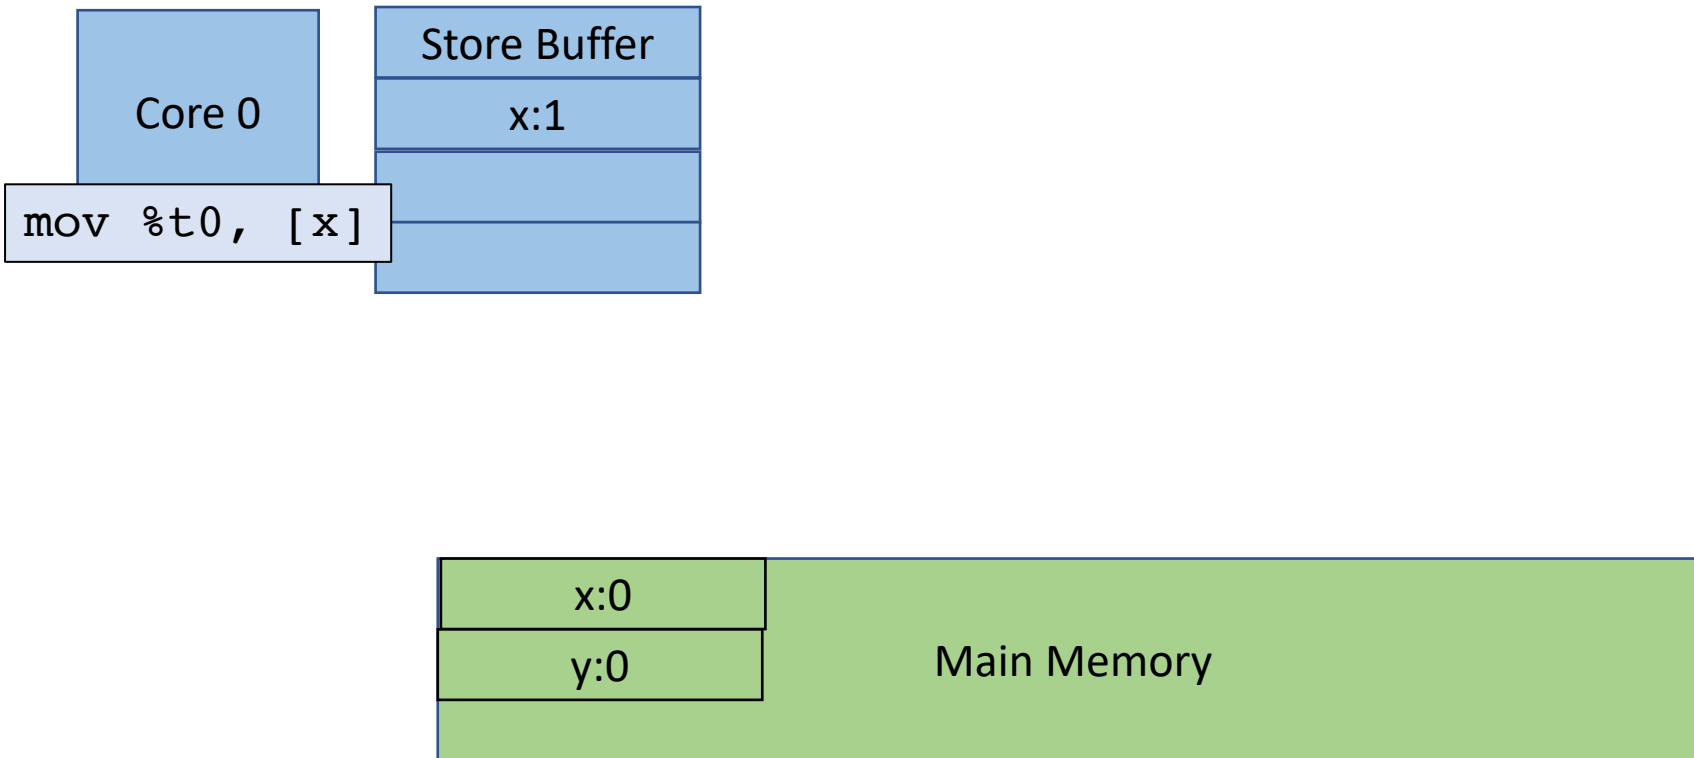 Store Buffer
Core 0
x:1
mov %t0, [x]
x:0
y:0
Main Memory